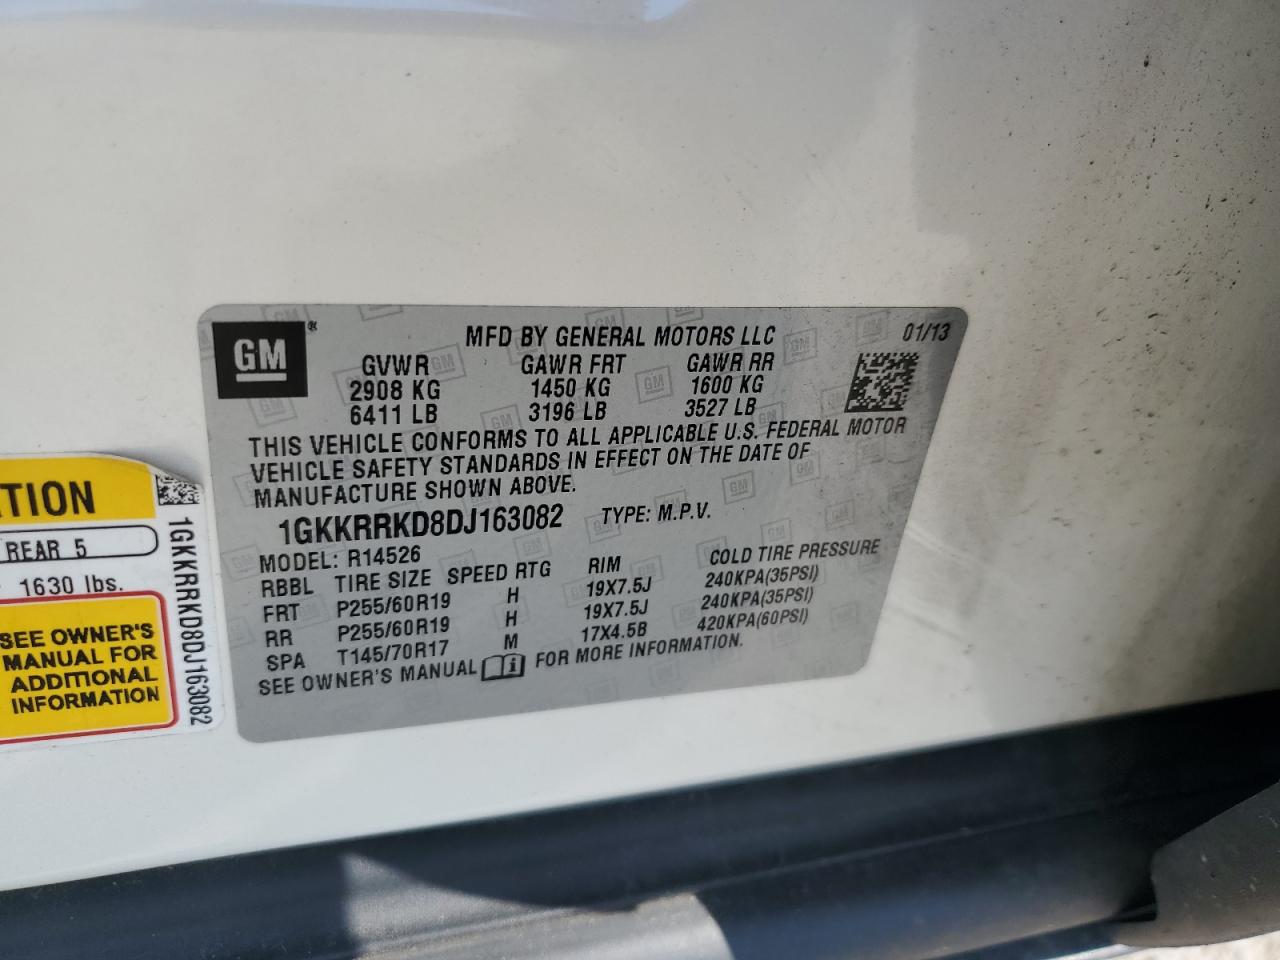 GM
®
MFD BY GENERAL MOTORS LLC
01/13
GVWR GAWR FRT GAWR RR
2908 KG 1450 KG 1600 KG
6411 LB 3196 LB 3527 LB
THIS VEHICLE CONFORMS TO ALL APPLICABLE U.S. FEDERAL MOTOR
VEHICLE SAFETY STANDARDS IN EFFECT ON THE DATE OF
MANUFACTURE SHOWN ABOVE.
1GKKRRKD8DJ163082 TYPE: M.P.V.
MODEL: R14526
RBBL TIRE SIZE SPEED RTG RIM COLD TIRE PRESSURE
FRT P255/60R19 H 19X7.5J 240KPA(35PSI)
RR P255/60R19 H 19X7.5J 240KPA(35PSI)
SPA T145/70R17 M 17X4.5B 420KPA(60PSI)
SEE OWNER'S MANUAL i FOR MORE INFORMATION.
TION
REAR 5
1630 lbs.
SEE OWNER'S
MANUAL FOR
ADDITIONAL
INFORMATION
1GKKRRKD8DJ163082